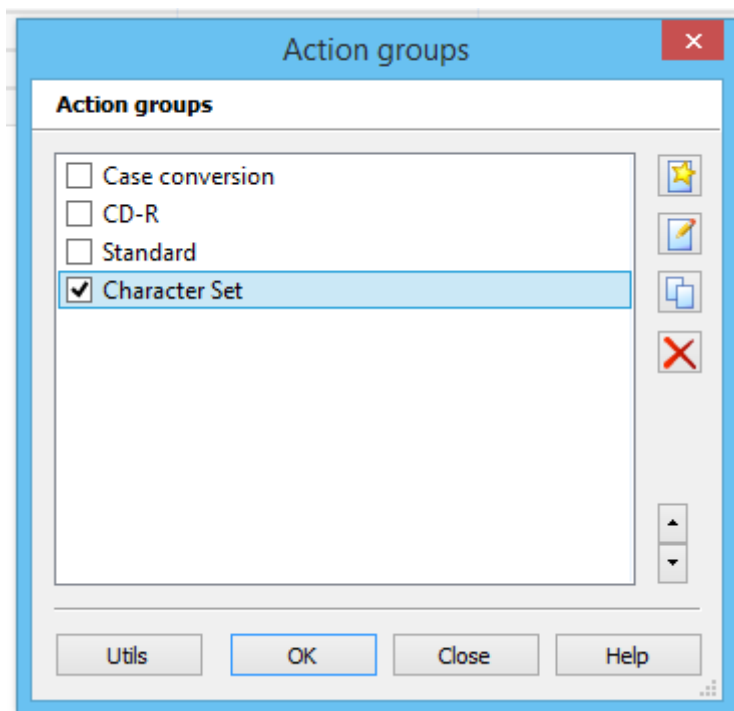 Action groups
Action groups
Case conversion
CD-R
Standard
Character Set
Utils
OK
Close
Help